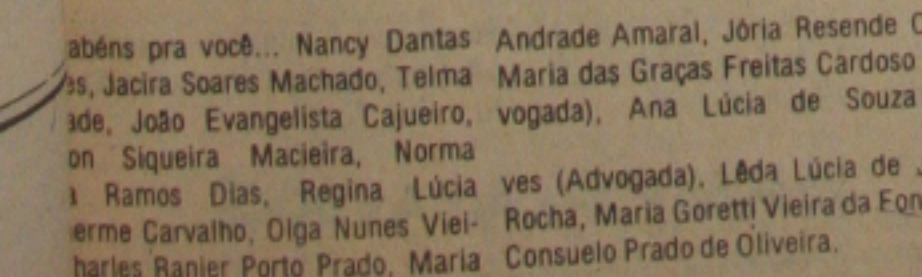 abéns pra você... Nancy Dantas
es, Jacira Soares Machado, Telma
ade, João Evangelista Cajueiro,
on Siqueira Macieira, Norma
Ramos Dias, Regina Lúcia
erme Carvalho, Olga Nunes Viei-
harles Ranier Porto Prado, Maria
Andrade Amaral, Jória Resende
Maria das Graças Freitas Cardoso
vogada), Ana Lúcia de Souza
ves (Advogada), Lêda Lúcia de
Rocha, Maria Goretti Vieira da Fon
Consuelo Prado de Oliveira.